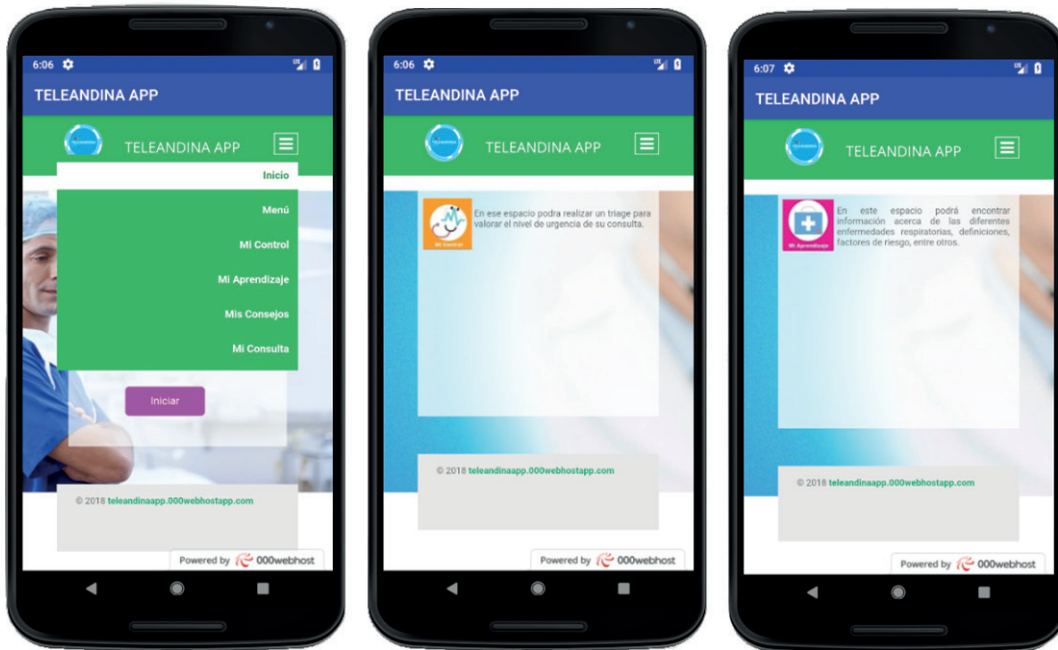 6:06
TELEANDINA APP
TELEANDINA APP
Inicio
Menú
Mi Control
Mi Aprendizaje
Mis Consejos
Mi Consulta
Iniciar
© 2018 teleandinaapp.000webhostapp.com
Powered by 000webhost
6:06
TELEANDINA APP
TELEANDINA APP
Mi Control
En ese espacio podra realizar un triage para
valorar el nivel de urgencia de su consulta.
© 2018 teleandinaapp.000webhostapp.com
Powered by 000webhost
6:07
TELEANDINA APP
TELEANDINA APP
Mi Aprendizaje
En este espacio podrá encontrar
información acerca de las diferentes
enfermedades respiratorias, definiciones,
factores de riesgo, entre otros.
© 2018 teleandinaapp.000webhostapp.com
Powered by 000webhost